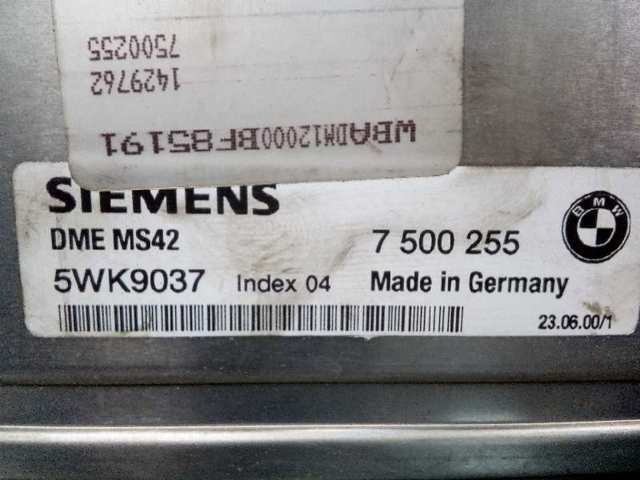 7500255
1429762
WBADM12000BF85191
SIEMENS
DME MS42
7 500 255
BMW
5WK9037 Index 04 Made in Germany
23.06.00/1